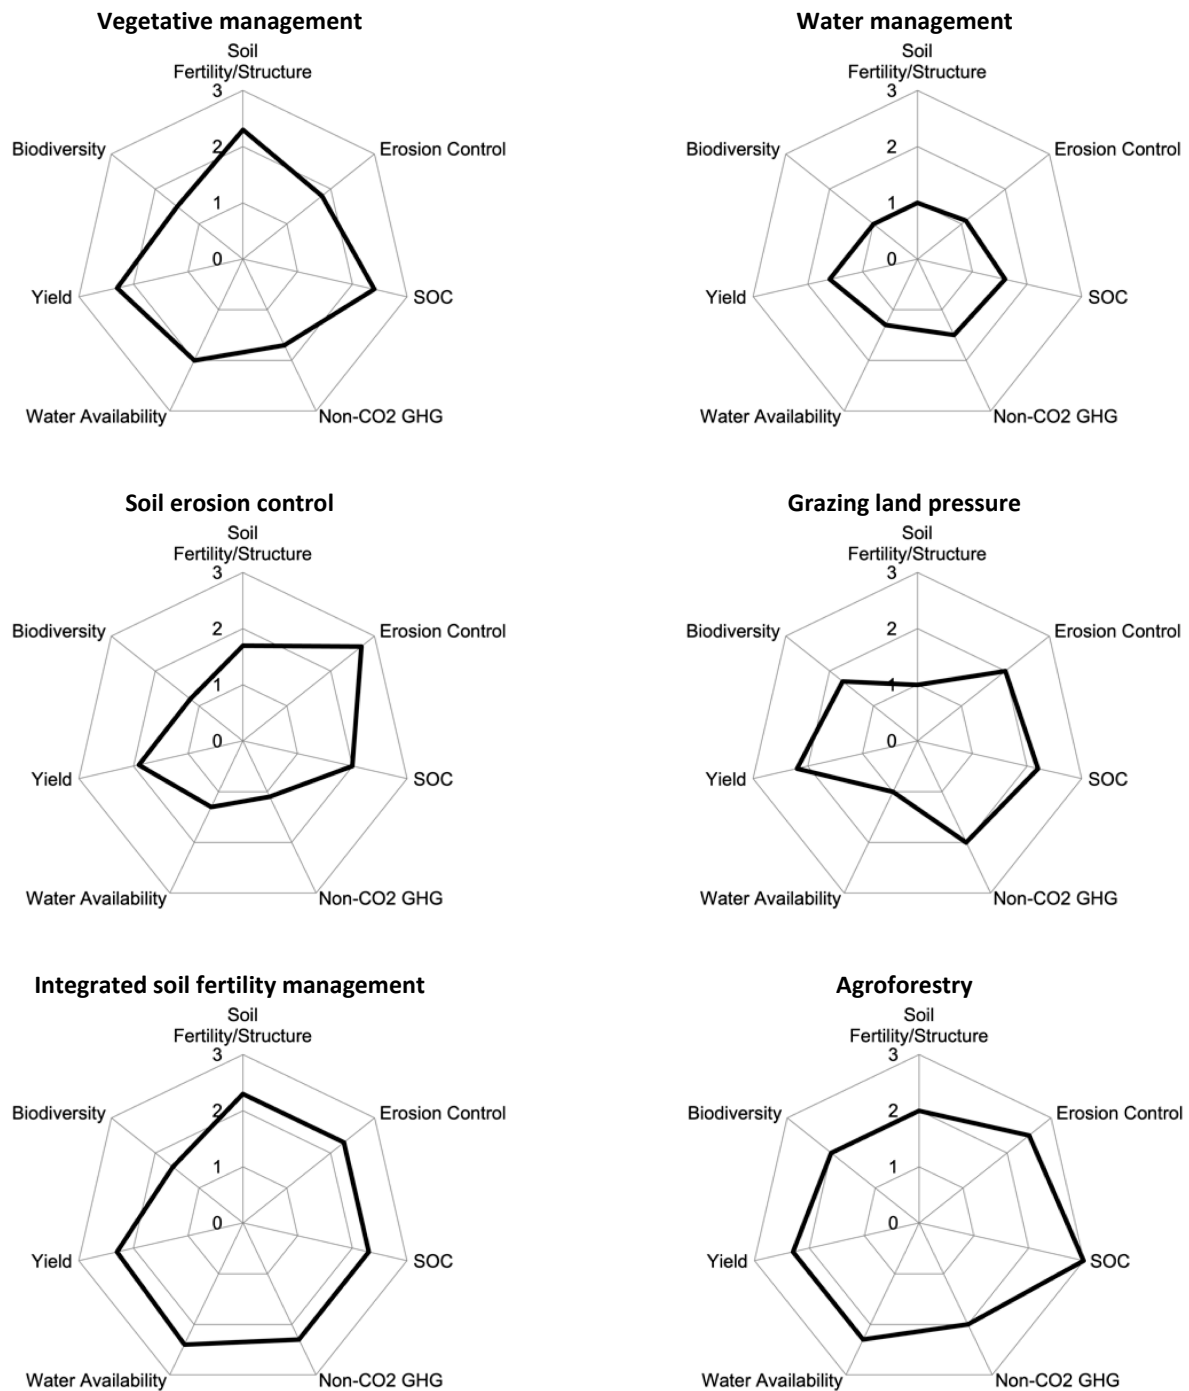 Vegetative management
Soil
Fertility/Structure
3
Biodiversity
2
Erosion Control
1
0
Yield
SOC
Water Availability
Non-CO2 GHG
Water management
Soil
Fertility/Structure
3
Biodiversity
2
Erosion Control
1
0
Yield
SOC
Water Availability
Non-CO2 GHG
Soil erosion control
Soil
Fertility/Structure
3
Biodiversity
2
Erosion Control
1
0
Yield
SOC
Water Availability
Non-CO2 GHG
Grazing land pressure
Soil
Fertility/Structure
3
Biodiversity
2
Erosion Control
1
0
Yield
SOC
Water Availability
Non-CO2 GHG
Integrated soil fertility management
Soil
Fertility/Structure
3
Biodiversity
2
Erosion Control
1
0
Yield
SOC
Water Availability
Non-CO2 GHG
Agroforestry
Soil
Fertility/Structure
3
Biodiversity
2
Erosion Control
1
0
Yield
SOC
Water Availability
Non-CO2 GHG